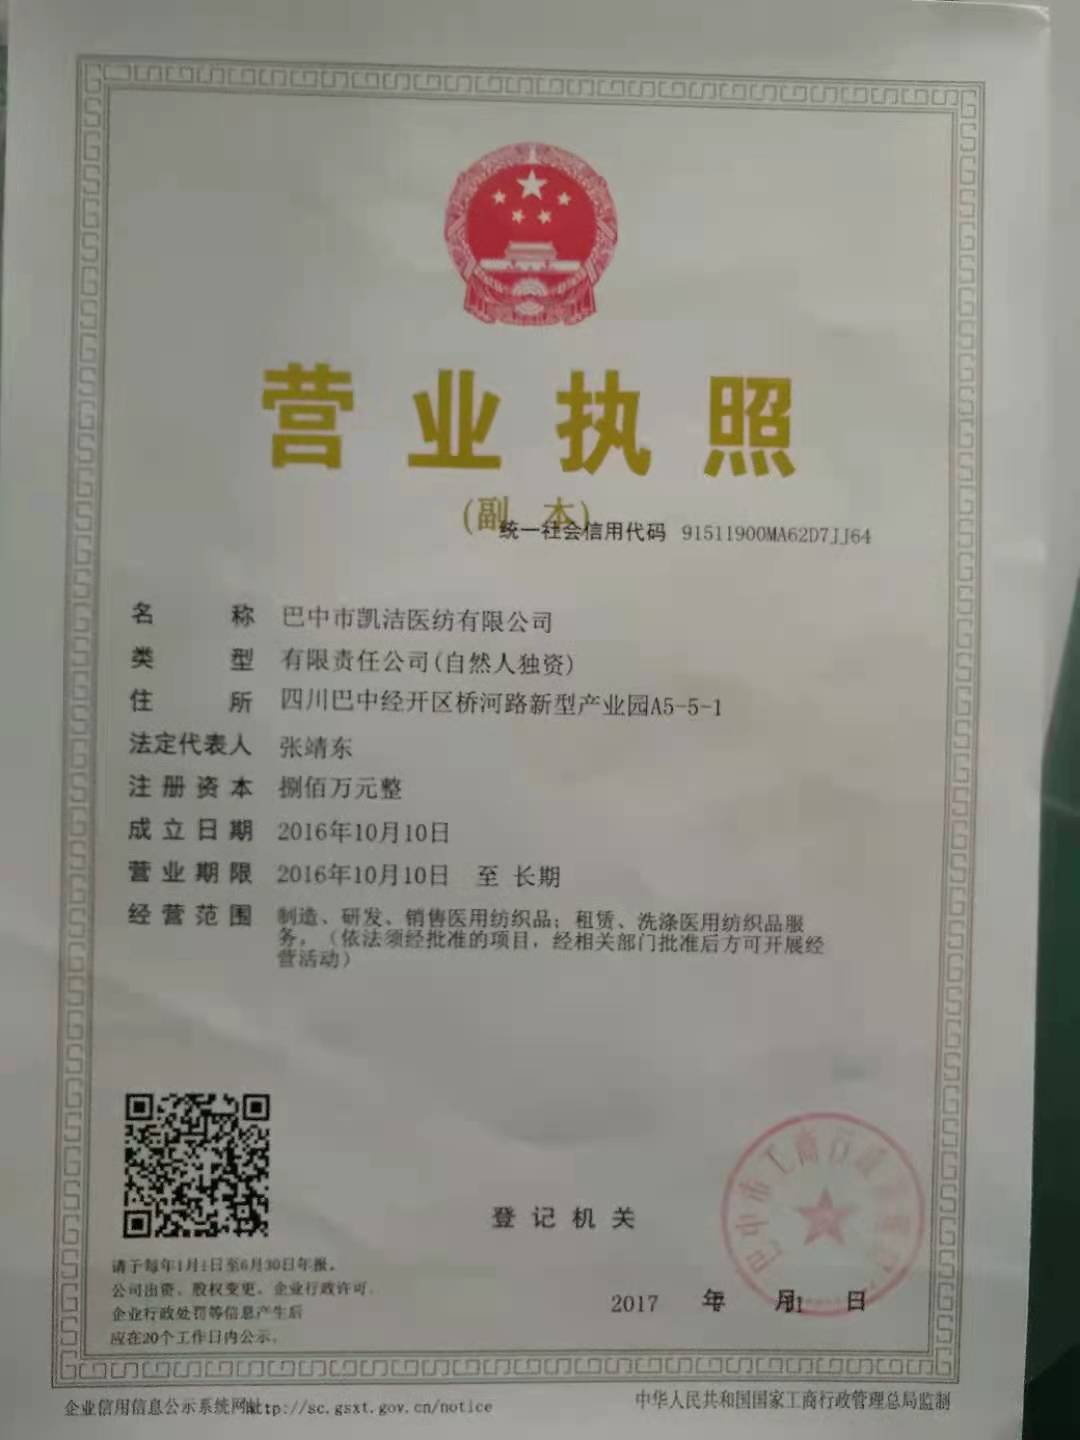 营业执照
(副 本)
统一社会信用代码 91511900MA62D7JJ64
名称 巴中市凯洁医纺有限公司
类型 有限责任公司(自然人独资)
住所 四川巴中经开区桥河路新型产业园A5-5-1
法定代表人 张靖东
注册资本 捌佰万元整
成立日期 2016年10月10日
营业期限 2016年10月10日 至 长期
经营范围 制造、研发、销售医用纺织品；租赁、洗涤医用纺织品服
务。（依法须经批准的项目，经相关部门批准后方可开展经
营活动）
登记机关
巴中市工商行政
2017 年 月 日
请于每年1月1日至6月30日年报。
公司出资、股权变更、企业行政许可、
企业行政处罚等信息产生后
应在20个工作日内公示。
企业信用信息公示系统网址http://sc.gsxt.gov.cn/notice
中华人民共和国国家工商行政管理总局监制